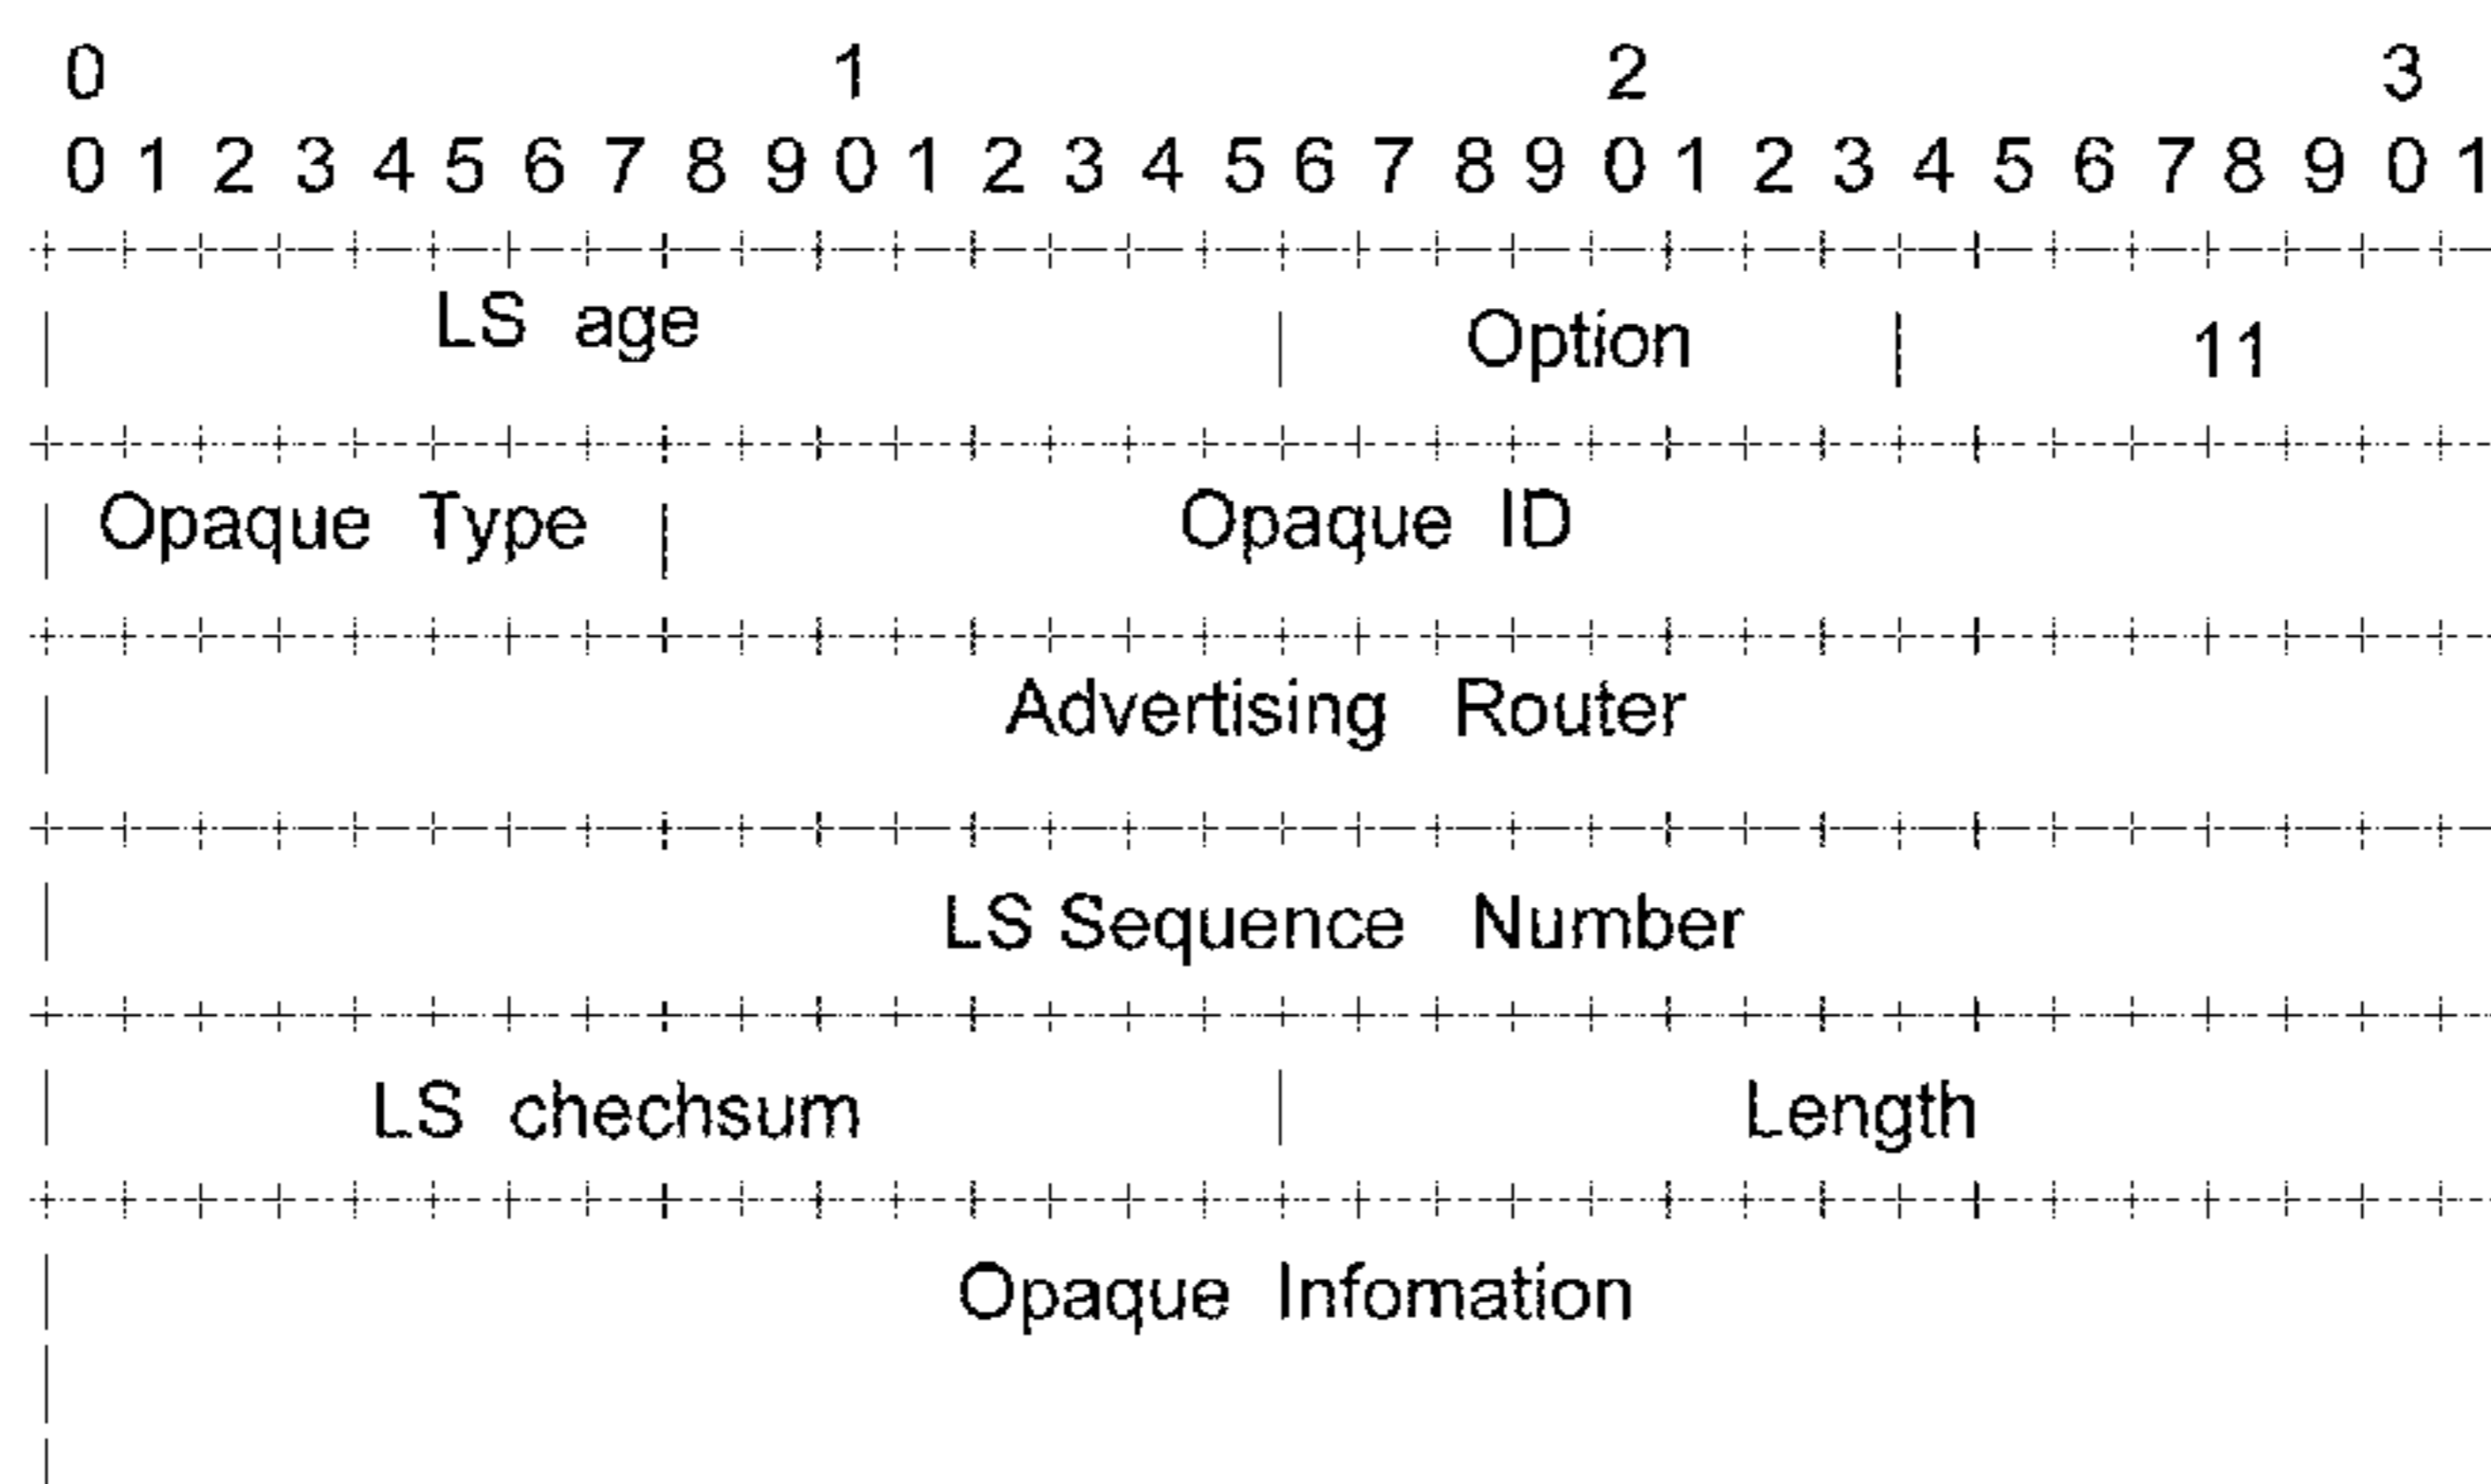 0 1 2 3
0 1 2 3 4 5 6 7 8 9 0 1 2 3 4 5 6 7 8 9 0 1 2 3 4 5 6 7 8 9 0 1
LS age Option 11
Opaque Type Opaque ID
Advertising Router
LS Sequence Number
LS chechsum Length
Opaque Infomation